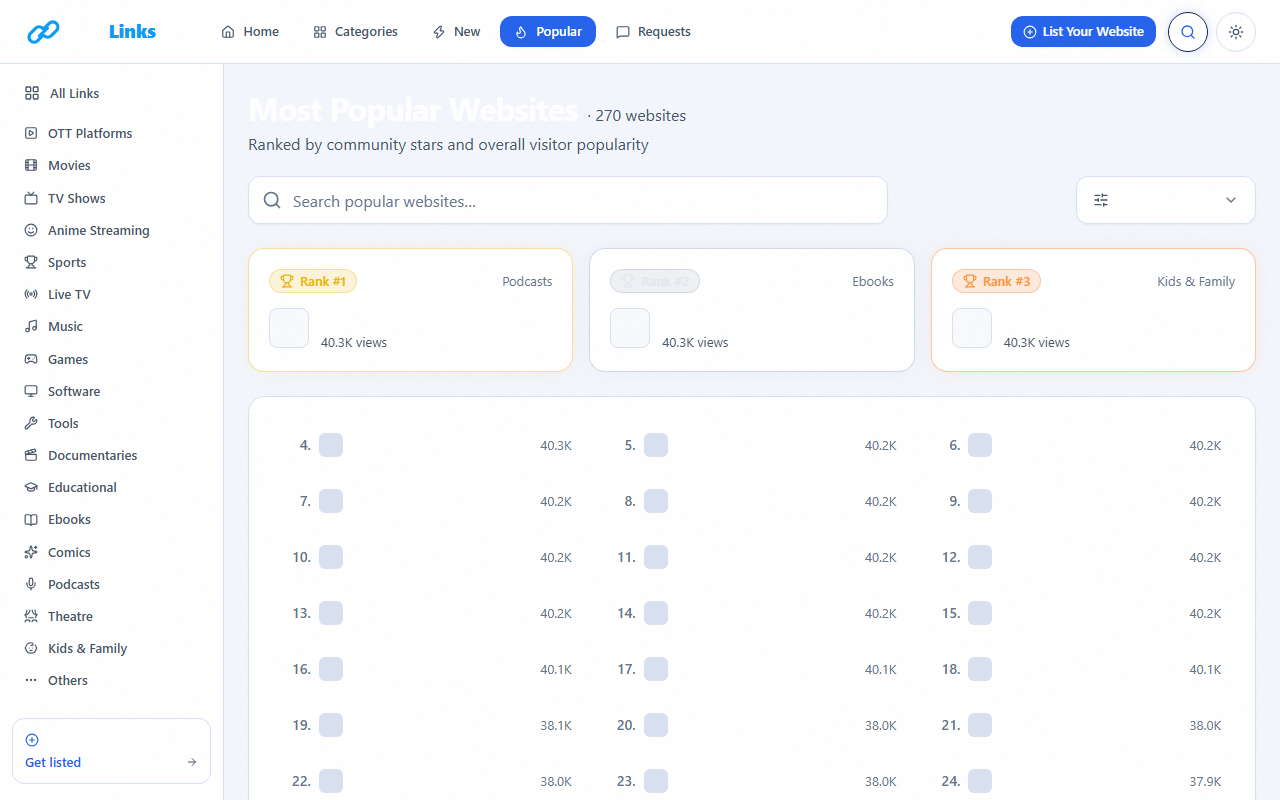 Links
Home
Categories
New
Popular
Requests
List Your Website
All Links
OTT Platforms
Movies
TV Shows
Anime Streaming
Sports
Live TV
Music
Games
Software
Tools
Documentaries
Educational
Ebooks
Comics
Podcasts
Theatre
Kids & Family
Others
Get listed
Most Popular Websites · 270 websites
Ranked by community stars and overall visitor popularity
Search popular websites...
Rank #1
Podcasts
40.3K views
Rank #2
Ebooks
40.3K views
Rank #3
Kids & Family
40.3K views
4. 40.3K
5. 40.2K
6. 40.2K
7. 40.2K
8. 40.2K
9. 40.2K
10. 40.2K
11. 40.2K
12. 40.2K
13. 40.2K
14. 40.2K
15. 40.2K
16. 40.1K
17. 40.1K
18. 40.1K
19. 38.1K
20. 38.0K
21. 38.0K
22. 38.0K
23. 38.0K
24. 37.9K